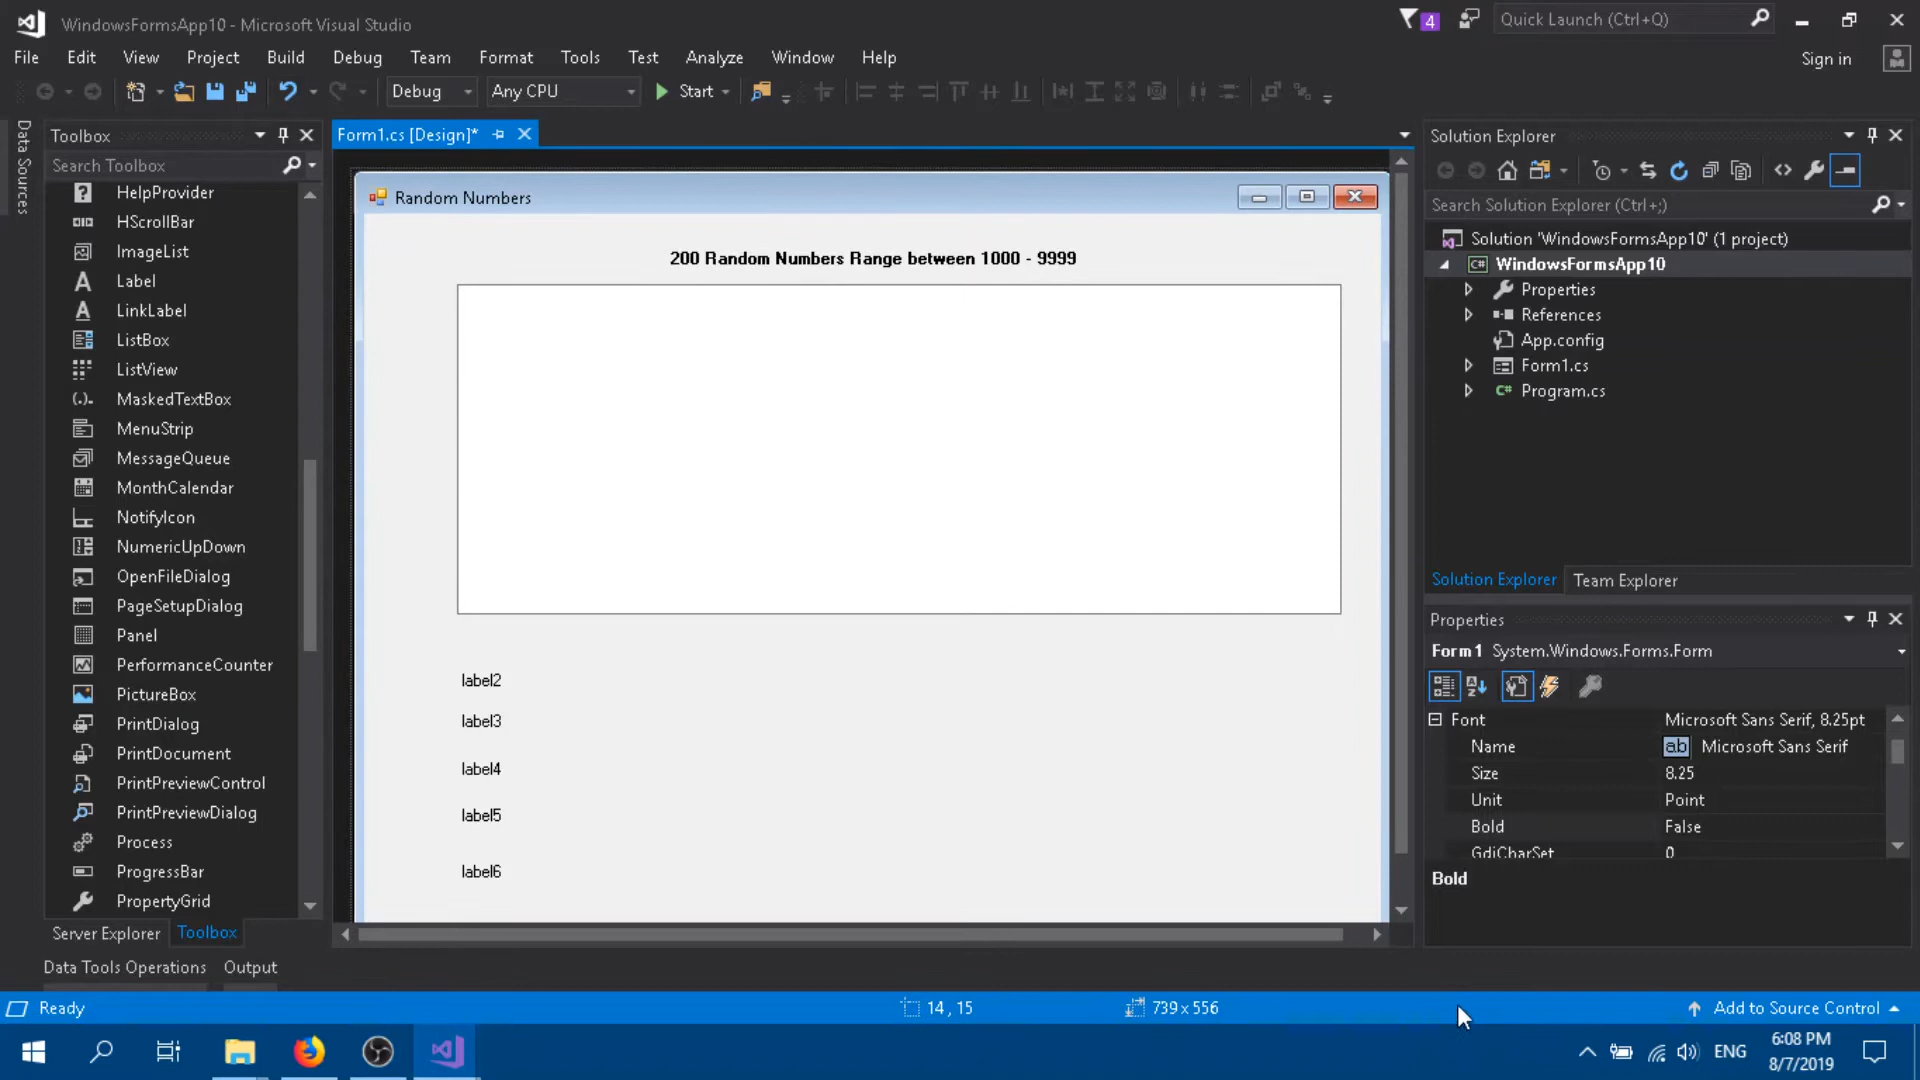 WindowsFormsApp10 - Microsoft Visual Studio
4
Quick Launch (Ctrl+Q)
File Edit View Project Build Debug Team Format Tools Test Analyze Window Help
Sign in
Debug Any CPU Start
Data Sources
Toolbox
Search Toolbox
HelpProvider
HScrollBar
ImageList
Label
LinkLabel
ListBox
ListView
MaskedTextBox
MenuStrip
MessageQueue
MonthCalendar
NotifyIcon
NumericUpDown
OpenFileDialog
PageSetupDialog
Panel
PerformanceCounter
PictureBox
PrintDialog
PrintDocument
PrintPreviewControl
PrintPreviewDialog
Process
ProgressBar
PropertyGrid
Server Explorer Toolbox
Data Tools Operations Output
Form1.cs [Design]*
Random Numbers
200 Random Numbers Range between 1000 - 9999
label2
label3
label4
label5
label6
Solution Explorer
Search Solution Explorer (Ctrl+;)
Solution 'WindowsFormsApp10' (1 project)
WindowsFormsApp10
Properties
References
App.config
Form1.cs
Program.cs
Solution Explorer Team Explorer
Properties
Form1 System.Windows.Forms.Form
Font Microsoft Sans Serif, 8.25pt
Name ab Microsoft Sans Serif
Size 8.25
Unit Point
Bold False
GdiCharSet 0
Bold
Ready 14 , 15 739 x 556 Add to Source Control
ENG
6:08 PM
8/7/2019